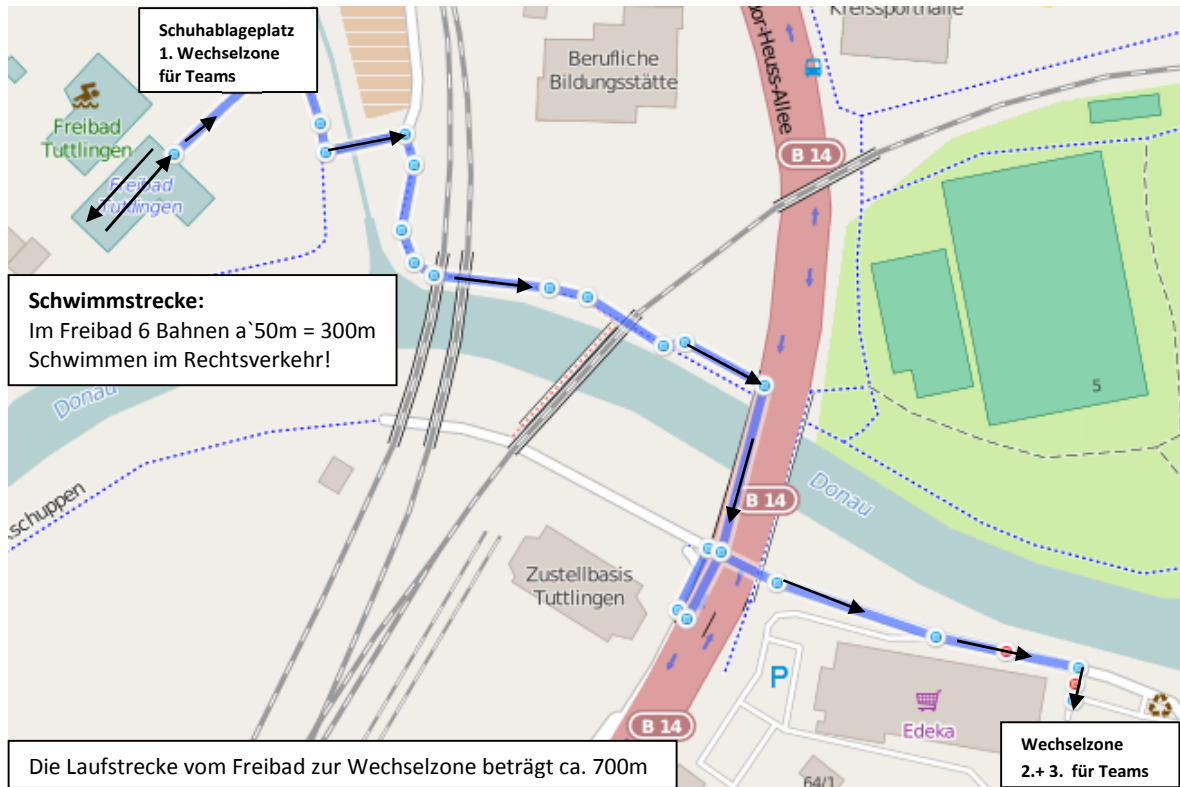 Schuhablageplatz
1. Wechselzone
für Teams
Kreissporthalle
Berufliche
Bildungsstätte
or-Heuss-Allee
Freibad
Tuttlingen
Freibad
Tuttlingen
B 14
Schwimmstrecke:
Im Freibad 6 Bahnen a`50m = 300m
Schwimmen im Rechtsverkehr!
5
Donau
Donau
B 14
schuppen
Zustellbasis
Tuttlingen
P
Edeka
B 14
Wechselzone
2.+ 3. für Teams
Die Laufstrecke vom Freibad zur Wechselzone beträgt ca. 700m
64/1